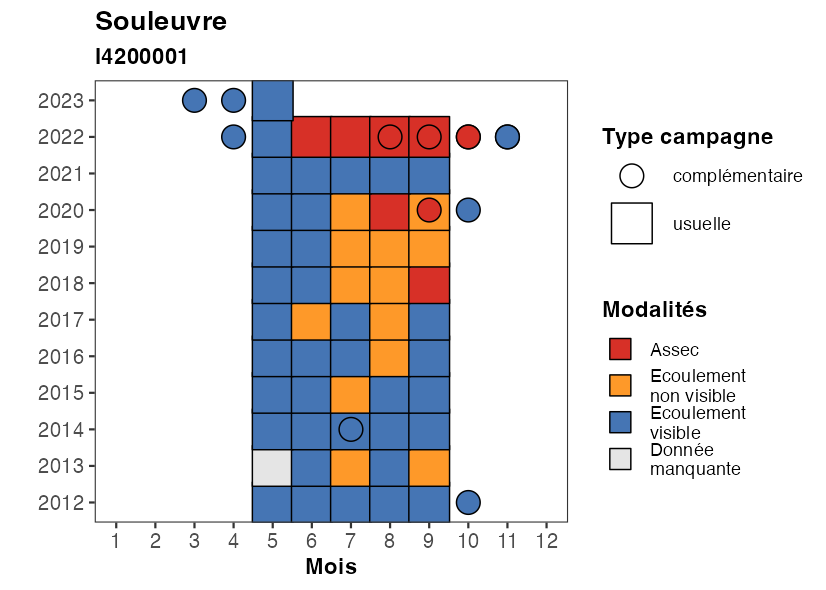 Souleuvre
I4200001
2023
2022
2021
2020
2019
2018
2017
2016
2015
2014
2013
2012
1 2 3 4 5 6 7 8 9 10 11 12
Mois
Type campagne
complémentaire
usuelle
Modalités
Assec
Ecoulement
non visible
Ecoulement
visible
Donnée
manquante